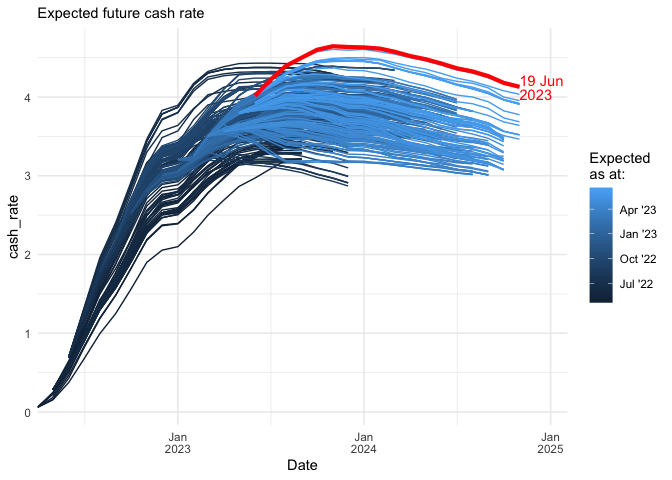 Expected future cash rate
cash_rate
4
3
2
1
0
19 Jun
2023
Jan
2023
Jan
2024
Jan
2025
Date
Expected
as at:
Apr '23
Jan '23
Oct '22
Jul '22